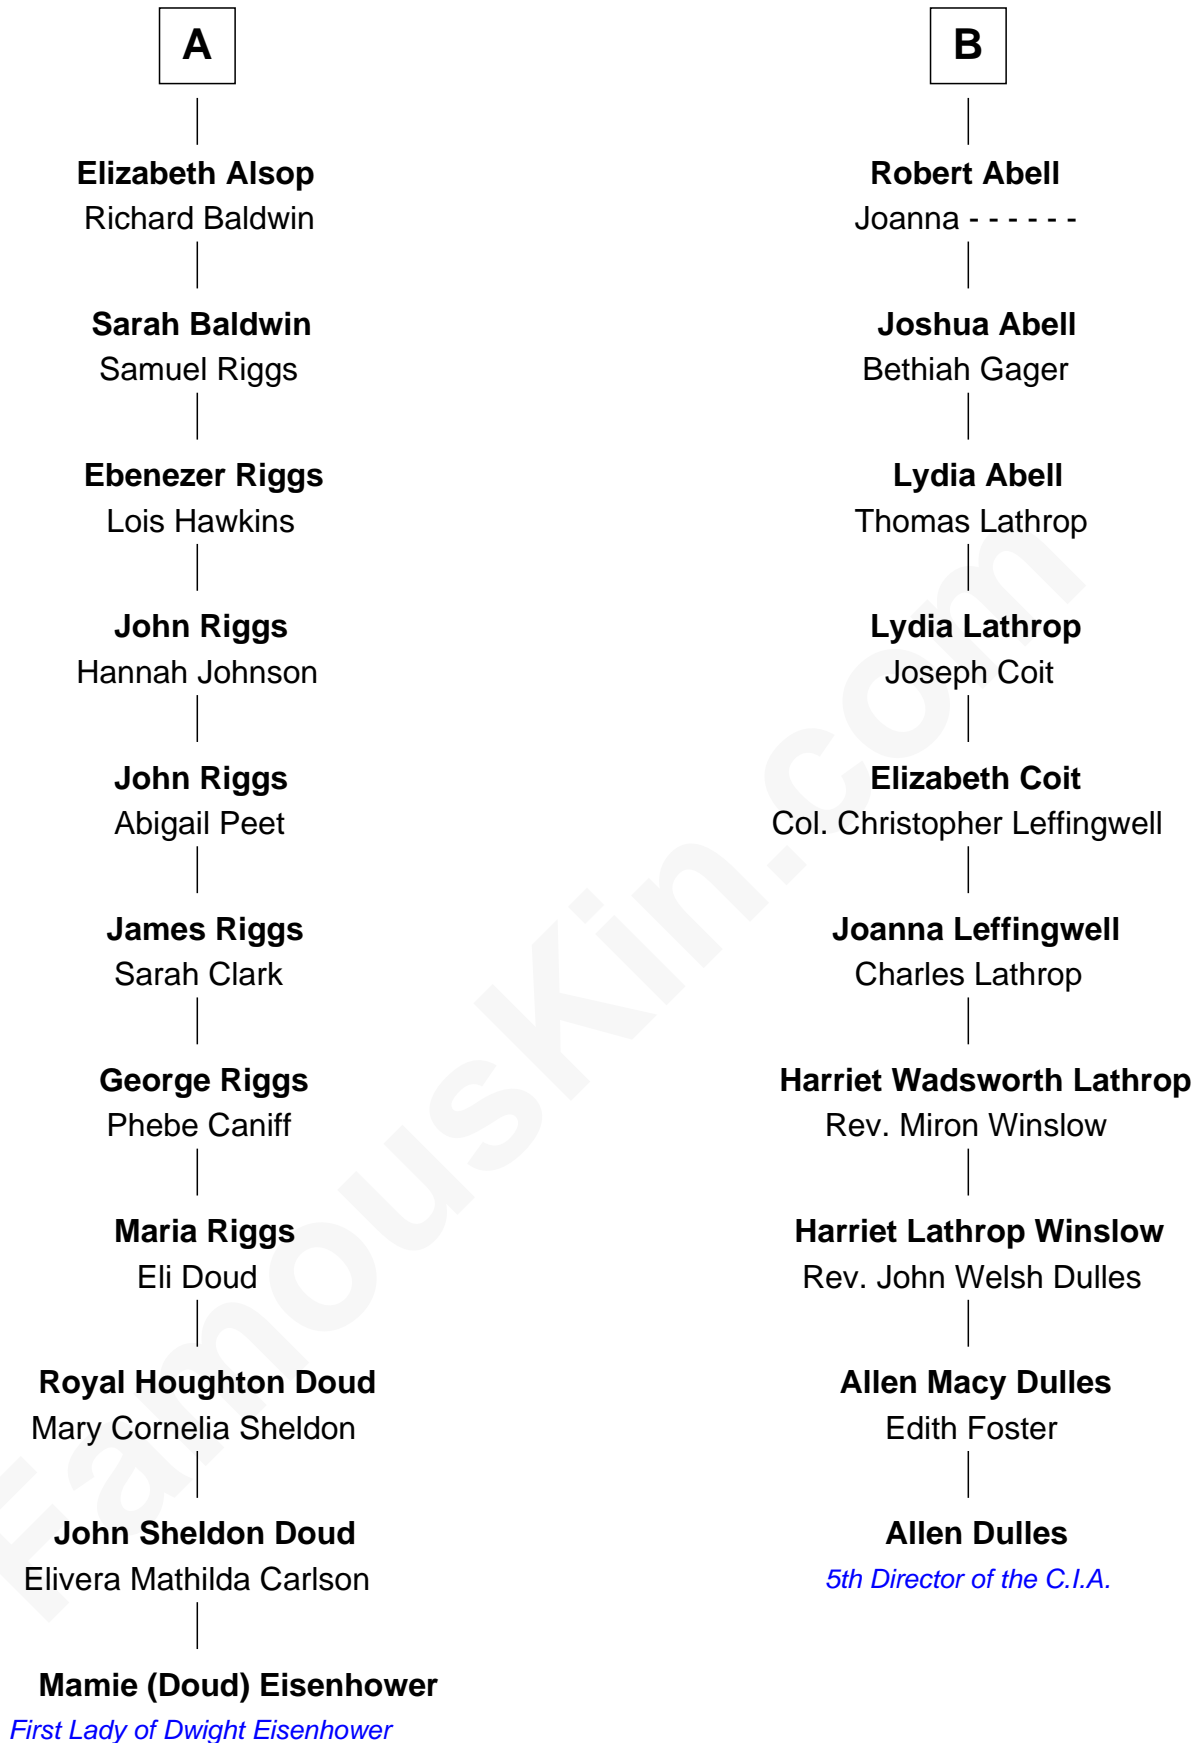 A
Elizabeth Alsop
Richard Baldwin
Sarah Baldwin
Samuel Riggs
Ebenezer Riggs
Lois Hawkins
John Riggs
Hannah Johnson
John Riggs
Abigail Peet
James Riggs
Sarah Clark
George Riggs
Phebe Caniff
Maria Riggs
Eli Doud
Royal Houghton Doud
Mary Cornelia Sheldon
John Sheldon Doud
Elivera Mathilda Carlson
Mamie (Doud) Eisenhower
First Lady of Dwight Eisenhower
B
Robert Abell
Joanna - - - - - -
Joshua Abell
Bethiah Gager
Lydia Abell
Thomas Lathrop
Lydia Lathrop
Joseph Coit
Elizabeth Coit
Col. Christopher Leffingwell
Joanna Leffingwell
Charles Lathrop
Harriet Wadsworth Lathrop
Rev. Miron Winslow
Harriet Lathrop Winslow
Rev. John Welsh Dulles
Allen Macy Dulles
Edith Foster
Allen Dulles
5th Director of the C.I.A.
FamousKin.com